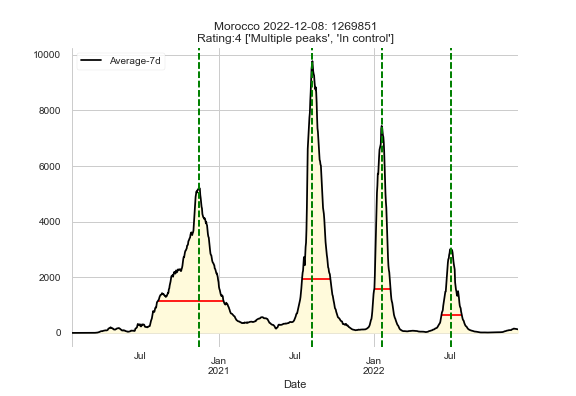 Morocco 2022-12-08: 1269851
Rating:4 ['Multiple peaks', 'In control']
Average-7d
10000
8000
6000
4000
2000
0
Jul
Jan
2021
Jul
Jan
2022
Jul
Date